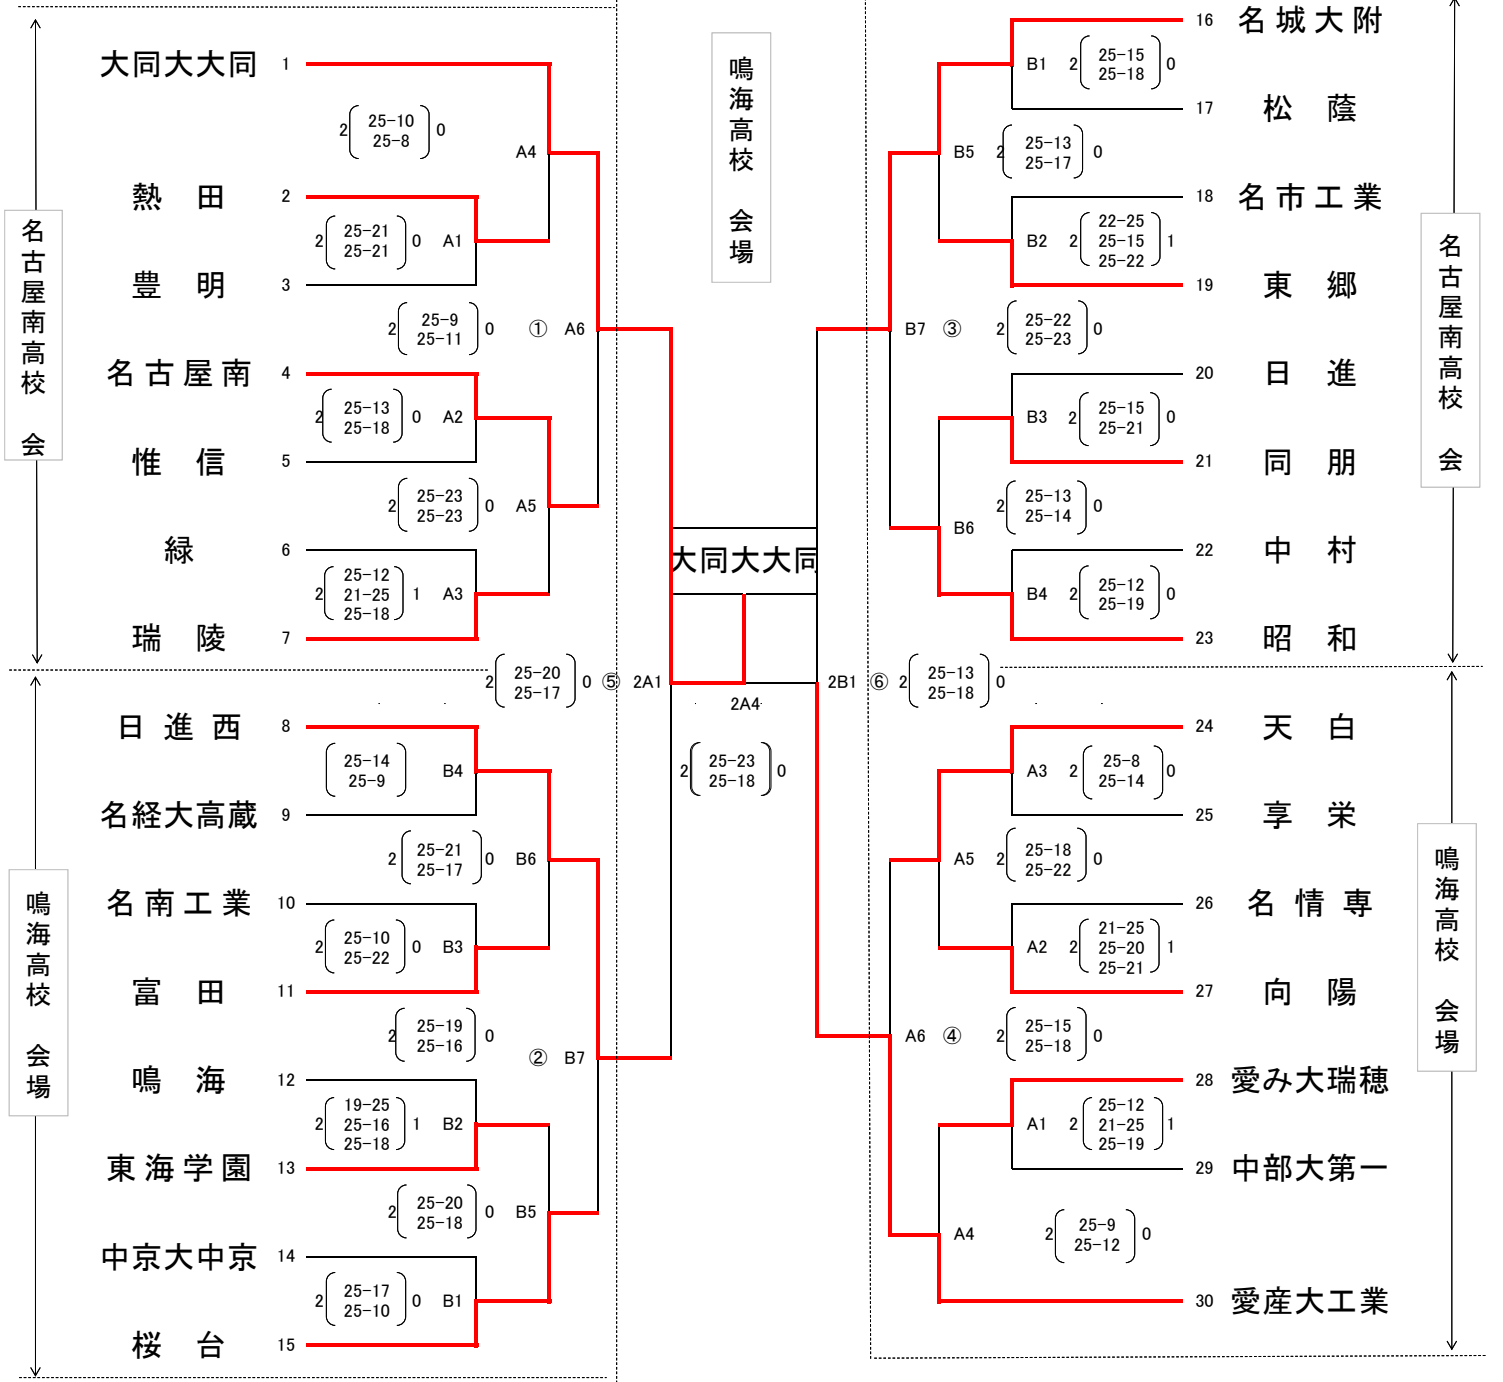 大同大大同 1
2 25-10 0
25-8
A4
熱 田 2
2 25-21 0 A1
25-21
豊 明 3
2 25-9 0 ① A6
25-11
名古屋南 4
2 25-13 0 A2
25-18
惟 信 5
2 25-23 0 A5
25-23
緑 6
25-12
2 21-25 1 A3
25-18
瑞 陵 7
名古屋南高校 会
2 25-20 0 ⑤ 2A1
25-17
日進西 8
25-14 B4
25-9
名経大高蔵 9
2 25-21 0 B6
25-17
名南工業 10
2 25-10 0 B3
25-22
富 田 11
2 25-19 0
25-16
② B7
鳴 海 12
19-25
2 25-16 1 B2
25-18
東海学園 13
2 25-20 0 B5
25-18
中京大中京 14
2 25-17 0 B1
25-10
桜 台 15
鳴海高校 会場
鳴海高校 会場
大同大大同
2A4
2 25-23 0
25-18
16 名城大附
B1 2 25-15 0
25-18
17 松 蔭
B5 2 25-13 0
25-17
18 名市工業
22-25
B2 2 25-15 1
25-22
19 東 郷
B7 ③ 2 25-22 0
25-23
20 日 進
B3 2 25-15 0
25-21
21 同 朋
B6 2 25-13 0
25-14
22 中 村
B4 2 25-12 0
25-19
23 昭 和
名古屋南高校 会
2B1 ⑥ 2 25-13 0
25-18
24 天 白
A3 2 25-8 0
25-14
25 享 栄
A5 2 25-18 0
25-22
26 名情専
21-25
A2 2 25-20 1
25-21
27 向 陽
A6 ④ 2 25-15 0
25-18
28 愛み大瑞穂
25-12
A1 2 21-25 1
25-19
29 中部大第一
A4 2 25-9 0
25-12
30 愛産大工業
鳴海高校 会場